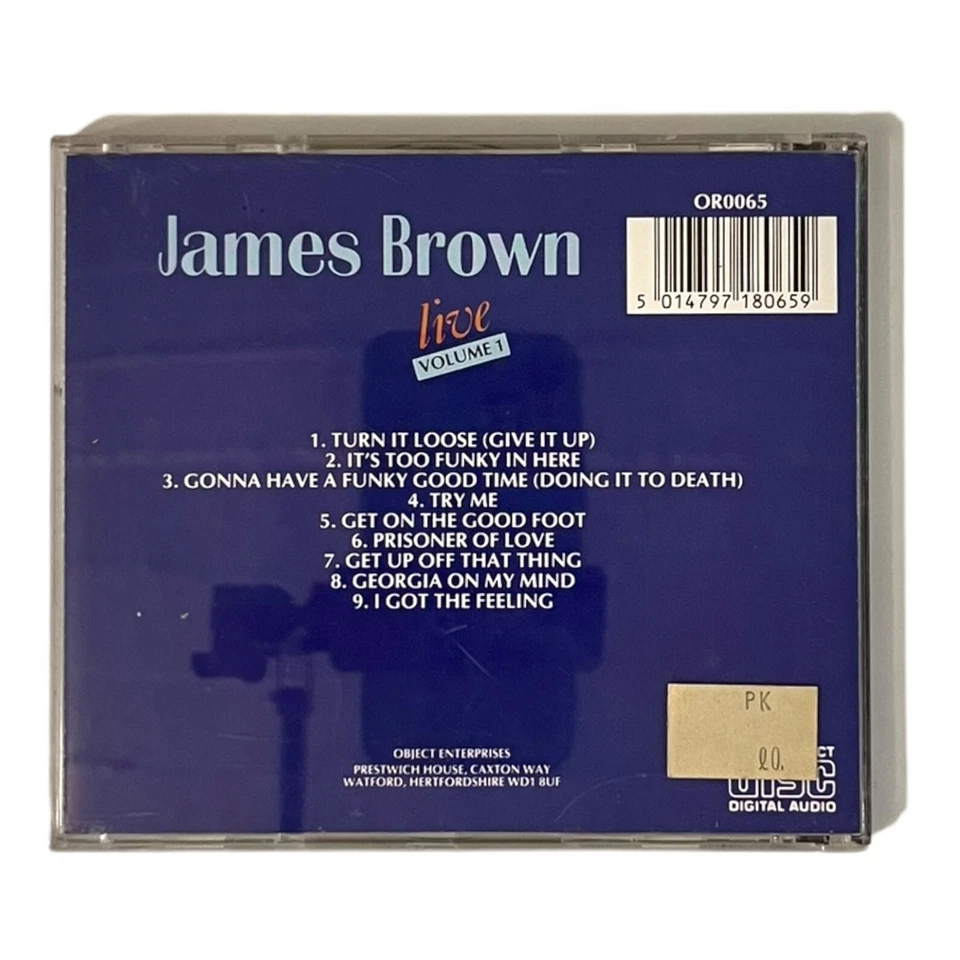 James Brown
live
VOLUME 1
OR0065
5 014797 180659
1. TURN IT LOOSE (GIVE IT UP)
2. IT'S TOO FUNKY IN HERE
3. GONNA HAVE A FUNKY GOOD TIME (DOING IT TO DEATH)
4. TRY ME
5. GET ON THE GOOD FOOT
6. PRISONER OF LOVE
7. GET UP OFF THAT THING
8. GEORGIA ON MY MIND
9. I GOT THE FEELING
OBJECT ENTERPRISES
PRESTWICH HOUSE, CAXTON WAY
WATFORD, HERTFORDSHIRE WD1 8UF
PK
DIGITAL AUDIO